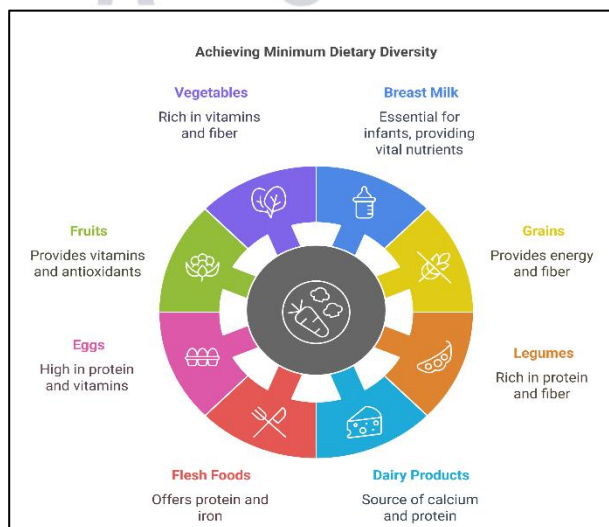 Achieving Minimum Dietary Diversity
Vegetables
Rich in vitamins
and fiber
Breast Milk
Essential for
infants, providing
vital nutrients
Fruits
Provides vitamins
and antioxidants
Grains
Provides energy
and fiber
Eggs
High in protein
and vitamins
Legumes
Rich in protein
and fiber
Flesh Foods
Offers protein and
iron
Dairy Products
Source of calcium
and protein